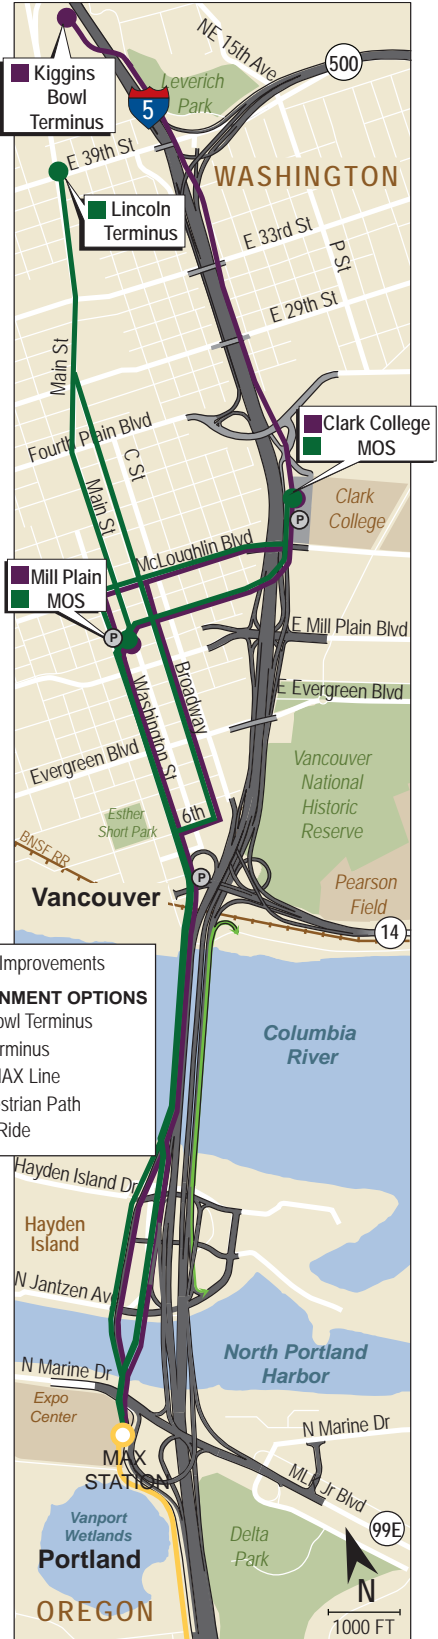 NE 15th Ave
500
Kiggins
Bowl
Terminus
Leverich
Park
5
E 39th St
WASHINGTON
Lincoln
Terminus
E 33rd St
P St
E 29th St
Main St
Fourth Plain Blvd
C St
Clark College
MOS
Main St
P
Clark
College
McLoughlin Blvd
Mill Plain
MOS
P
E Mill Plain Blvd
Broadway
Washington St
E Evergreen Blvd
Evergreen Blvd
Vancouver
National
Historic
Reserve
Esther
Short Park
6th
BNSF RR
P
Vancouver
Pearson
Field
14
Improvements
NMENT OPTIONS
owl Terminus
rminus
MAX Line
strian Path
Ride
Columbia
River
Hayden Island Dr
Hayden
Island
N Jantzen Ave
North Portland
Harbor
N Marine Dr
Expo
Center
N Marine Dr
MAX
STATION
MLK Jr Blvd
Vanport
Wetlands
99E
Delta
Park
Portland
N
OREGON
1000 FT